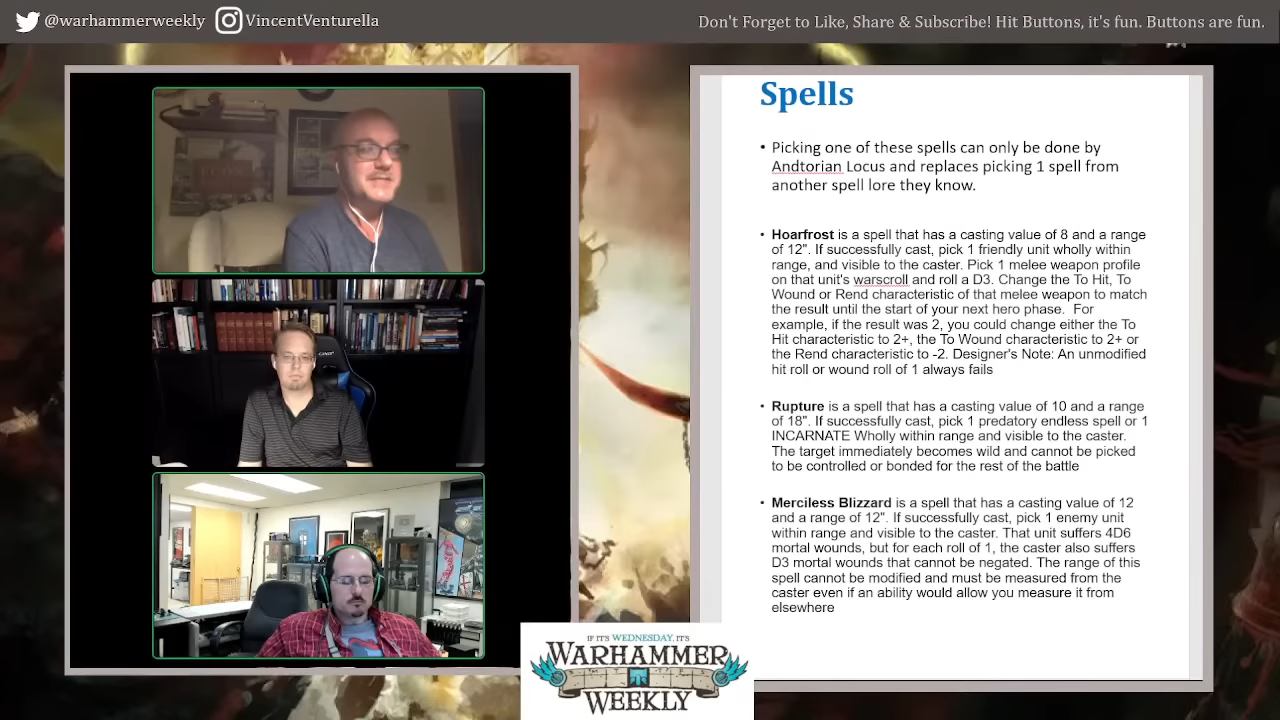 @warhammerweekly VincentVenturella
Don't Forget to Like, Share & Subscribe! Hit Buttons, it's fun. Buttons are fun.
Spells
• Picking one of these spells can only be done by
Andtorian Locus and replaces picking 1 spell from
another spell lore they know.
• Hoarfrost is a spell that has a casting value of 8 and a range
of 12". If successfully cast, pick 1 friendly unit wholly within
range, and visible to the caster. Pick 1 melee weapon profile
on that unit's warscroll and roll a D3. Change the To Hit, To
Wound or Rend characteristic of that melee weapon to match
the result until the start of your next hero phase. For
example, if the result was 2, you could change either the To
Hit characteristic to 2+, the To Wound characteristic to 2+ or
the Rend characteristic to -2. Designer's Note: An unmodified
hit roll or wound roll of 1 always fails
• Rupture is a spell that has a casting value of 10 and a range
of 18". If successfully cast, pick 1 predatory endless spell or 1
INCARNATE Wholly within range and visible to the caster.
The target immediately becomes wild and cannot be picked
to be controlled or bonded for the rest of the battle
• Merciless Blizzard is a spell that has a casting value of 12
and a range of 12". If successfully cast, pick 1 enemy unit
within range and visible to the caster. That unit suffers 4D6
mortal wounds, but for each roll of 1, the caster also suffers
D3 mortal wounds that cannot be negated. The range of this
spell cannot be modified and must be measured from the
caster even if an ability would allow you measure it from
elsewhere
IF IT'S WEDNESDAY, IT'S
WARHAMMER
WEEKLY